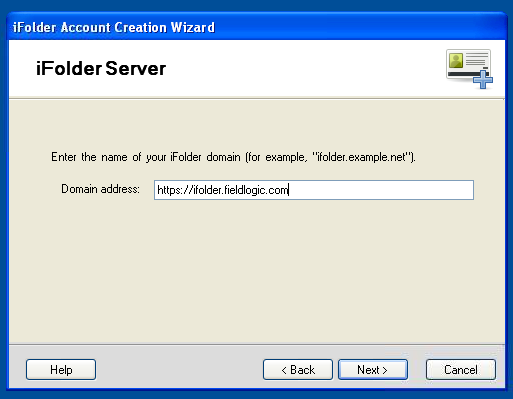 iFolder Account Creation Wizard
iFolder Server
Enter the name of your iFolder domain (for example, "ifolder.example.net").
Domain address: https://ifolder.fieldlogic.com
Help < Back Next > Cancel